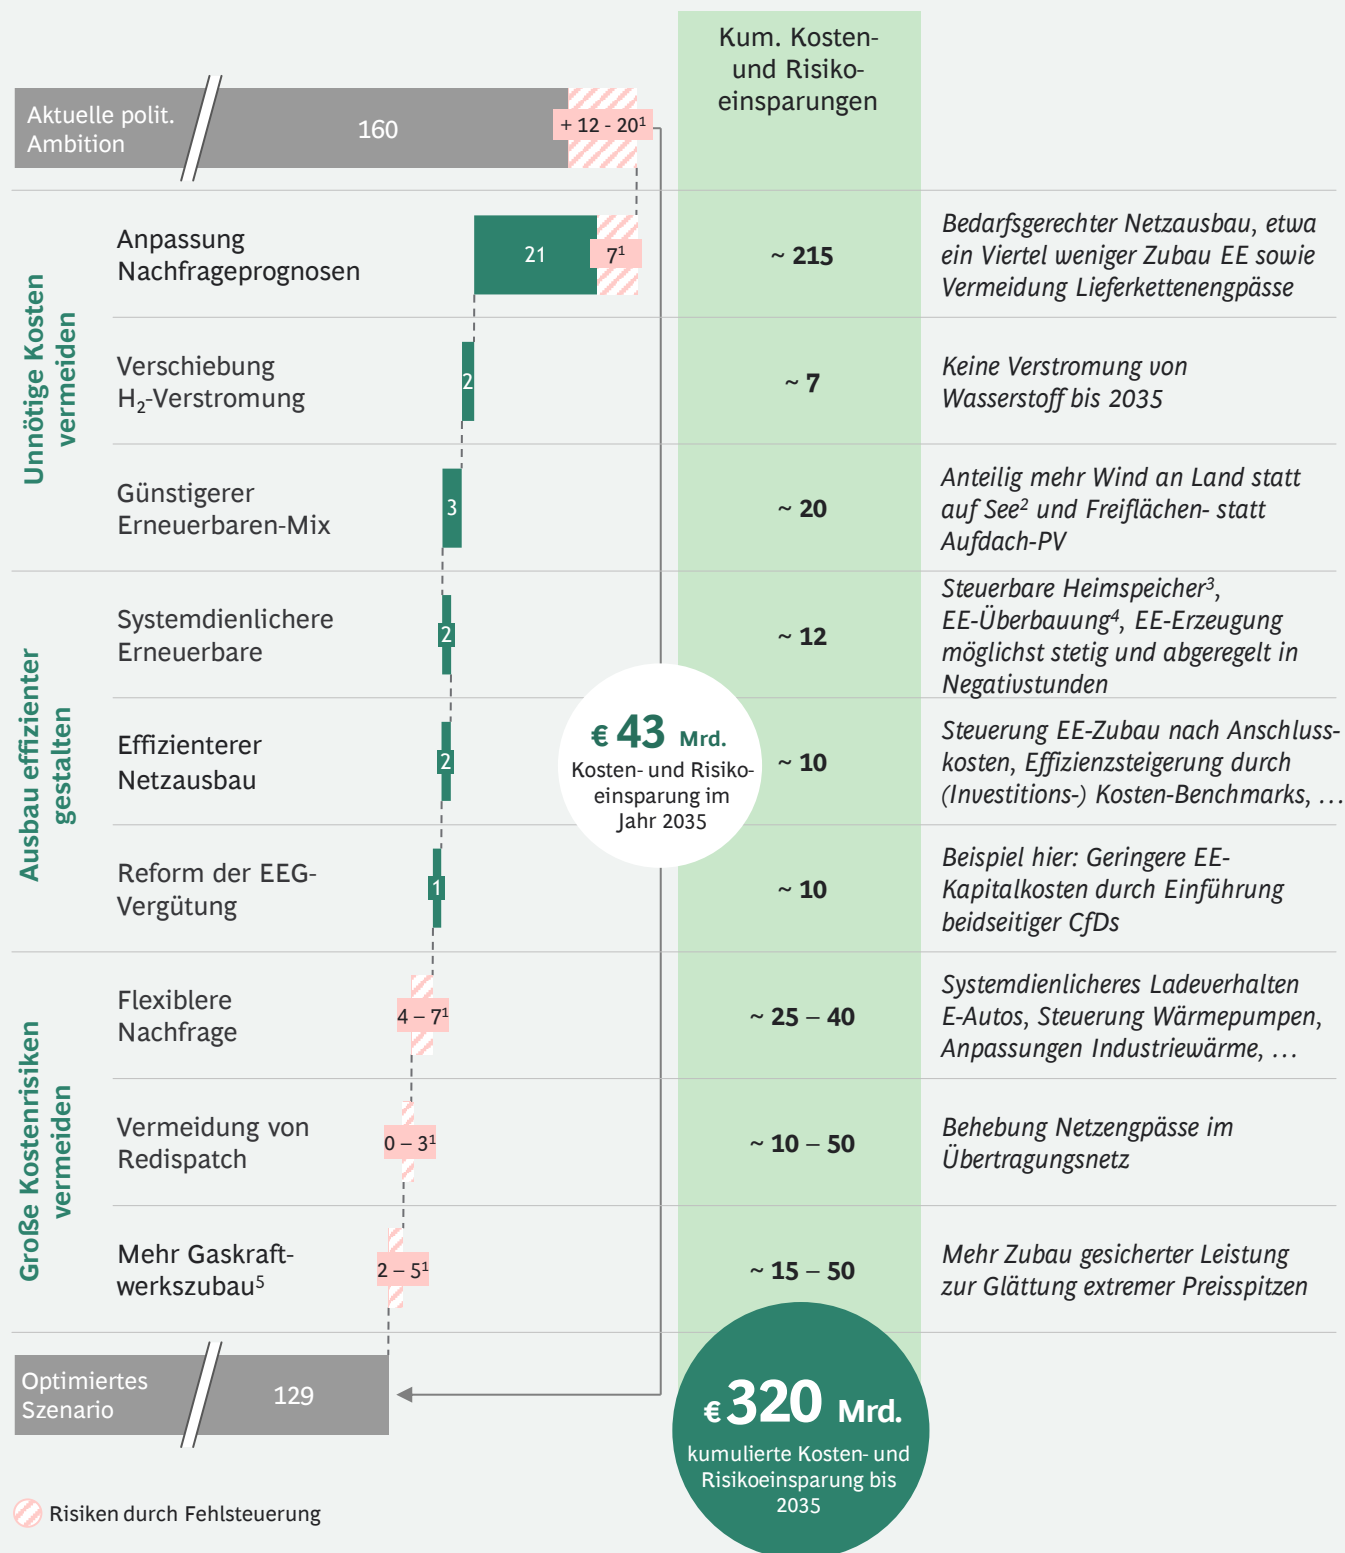 Kum. Kosten-
und Risiko-
einsparungen
Aktuelle polit.
Ambition
160
+ 12 - 20¹
Unnötige Kosten
vermeiden
Anpassung
Nachfrageprognosen
21
7¹
~ 215
Bedarfsgerechter Netzausbau, etwa
ein Viertel weniger Zubau EE sowie
Vermeidung Lieferkettenengpässe
Verschiebung
H₂-Verstromung
2
~ 7
Keine Verstromung von
Wasserstoff bis 2035
Günstigerer
Erneuerbaren-Mix
3
~ 20
Anteilig mehr Wind an Land statt
auf See² und Freiflächen- statt
Aufdach-PV
Ausbau effizienter
gestalten
Systemdienlichere
Erneuerbare
2
~ 12
Steuerbare Heimspeicher³,
EE-Überbauung⁴, EE-Erzeugung
möglichst stetig und abgeregelt in
Negativstunden
Effizienterer
Netzausbau
2
~ 10
Steuerung EE-Zubau nach Anschluss-
kosten, Effizienzsteigerung durch
(Investitions-) Kosten-Benchmarks, …
Reform der EEG-
Vergütung
1
~ 10
Beispiel hier: Geringere EE-
Kapitalkosten durch Einführung
beidseitiger CfDs
€ 43 Mrd.
Kosten- und Risiko-
einsparung im
Jahr 2035
Große Kostenrisiken
vermeiden
Flexiblere
Nachfrage
4 – 7¹
~ 25 – 40
Systemdienlicheres Ladeverhalten
E-Autos, Steuerung Wärmepumpen,
Anpassungen Industriewärme, …
Vermeidung von
Redispatch
0 – 3¹
~ 10 – 50
Behebung Netzengpässe im
Übertragungsnetz
Mehr Gaskraft-
werkszubau⁵
2 – 5¹
~ 15 – 50
Mehr Zubau gesicherter Leistung
zur Glättung extremer Preisspitzen
Optimiertes
Szenario
129
€ 320 Mrd.
kumulierte Kosten- und
Risikoeinsparung bis
2035
Risiken durch Fehlsteuerung